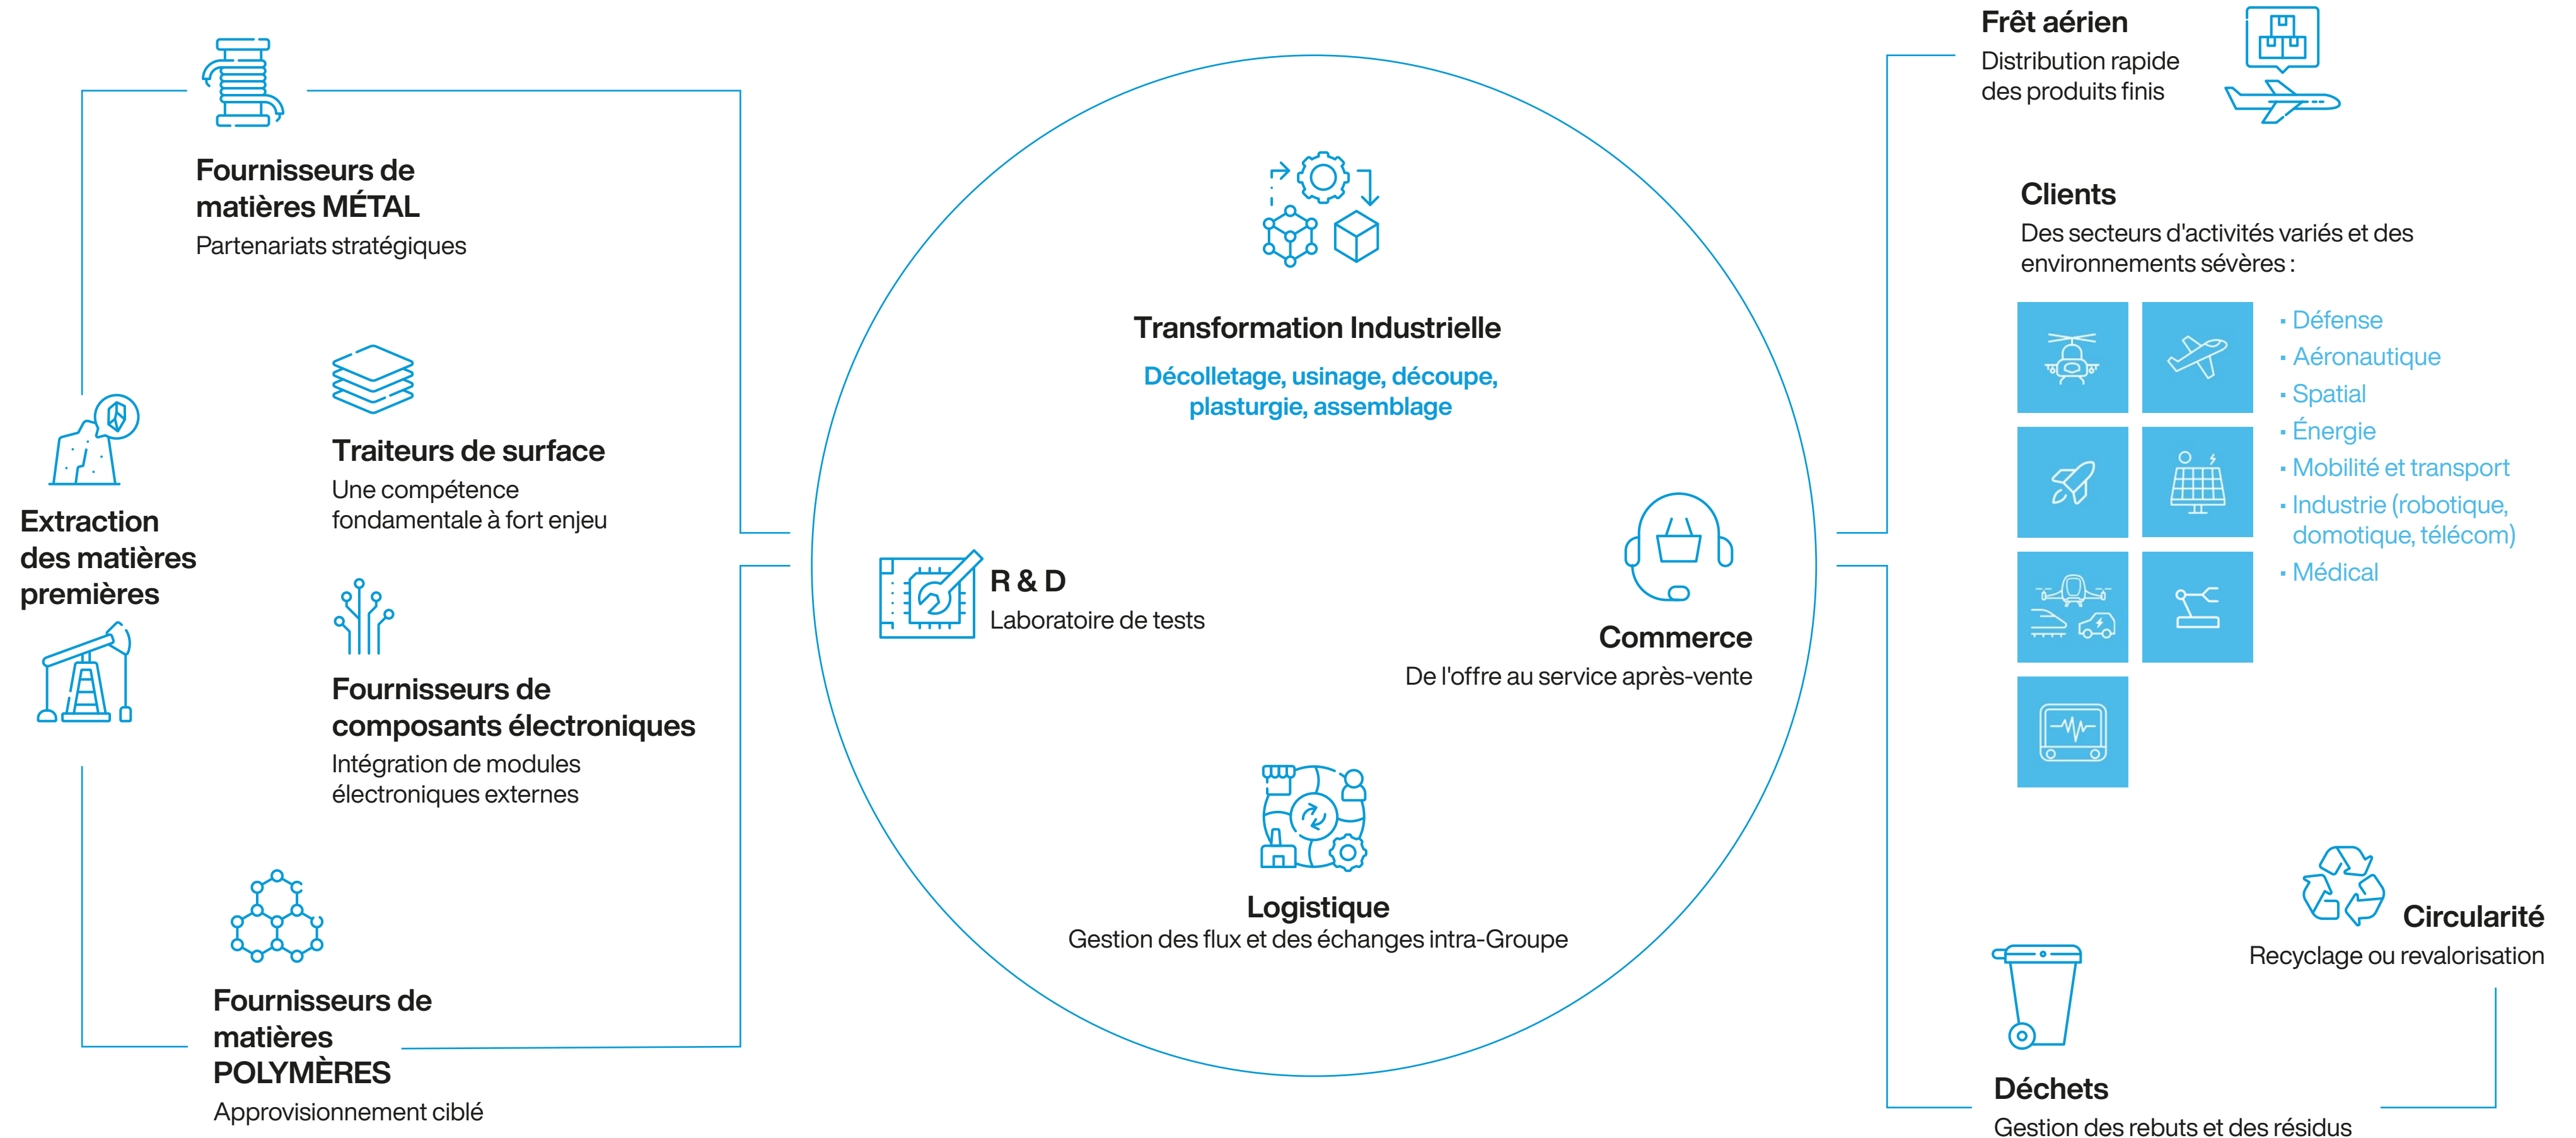 Extraction
des matières
premières
Fournisseurs de
matières MÉTAL
Partenariats stratégiques
Traiteurs de surface
Une compétence
fondamentale à fort enjeu
Fournisseurs de
composants électroniques
Intégration de modules
électroniques externes
Fournisseurs de
matières
POLYMÈRES
Approvisionnement ciblé
Transformation Industrielle
Décolletage, usinage, découpe,
plasturgie, assemblage
R & D
Laboratoire de tests
Commerce
De l'offre au service après-vente
Logistique
Gestion des flux et des échanges intra-Groupe
Frêt aérien
Distribution rapide
des produits finis
Clients
Des secteurs d'activités variés et des
environnements sévères :
• Défense
• Aéronautique
• Spatial
• Énergie
• Mobilité et transport
• Industrie (robotique,
domotique, télécom)
• Médical
Circularité
Recyclage ou revalorisation
Déchets
Gestion des rebuts et des résidus